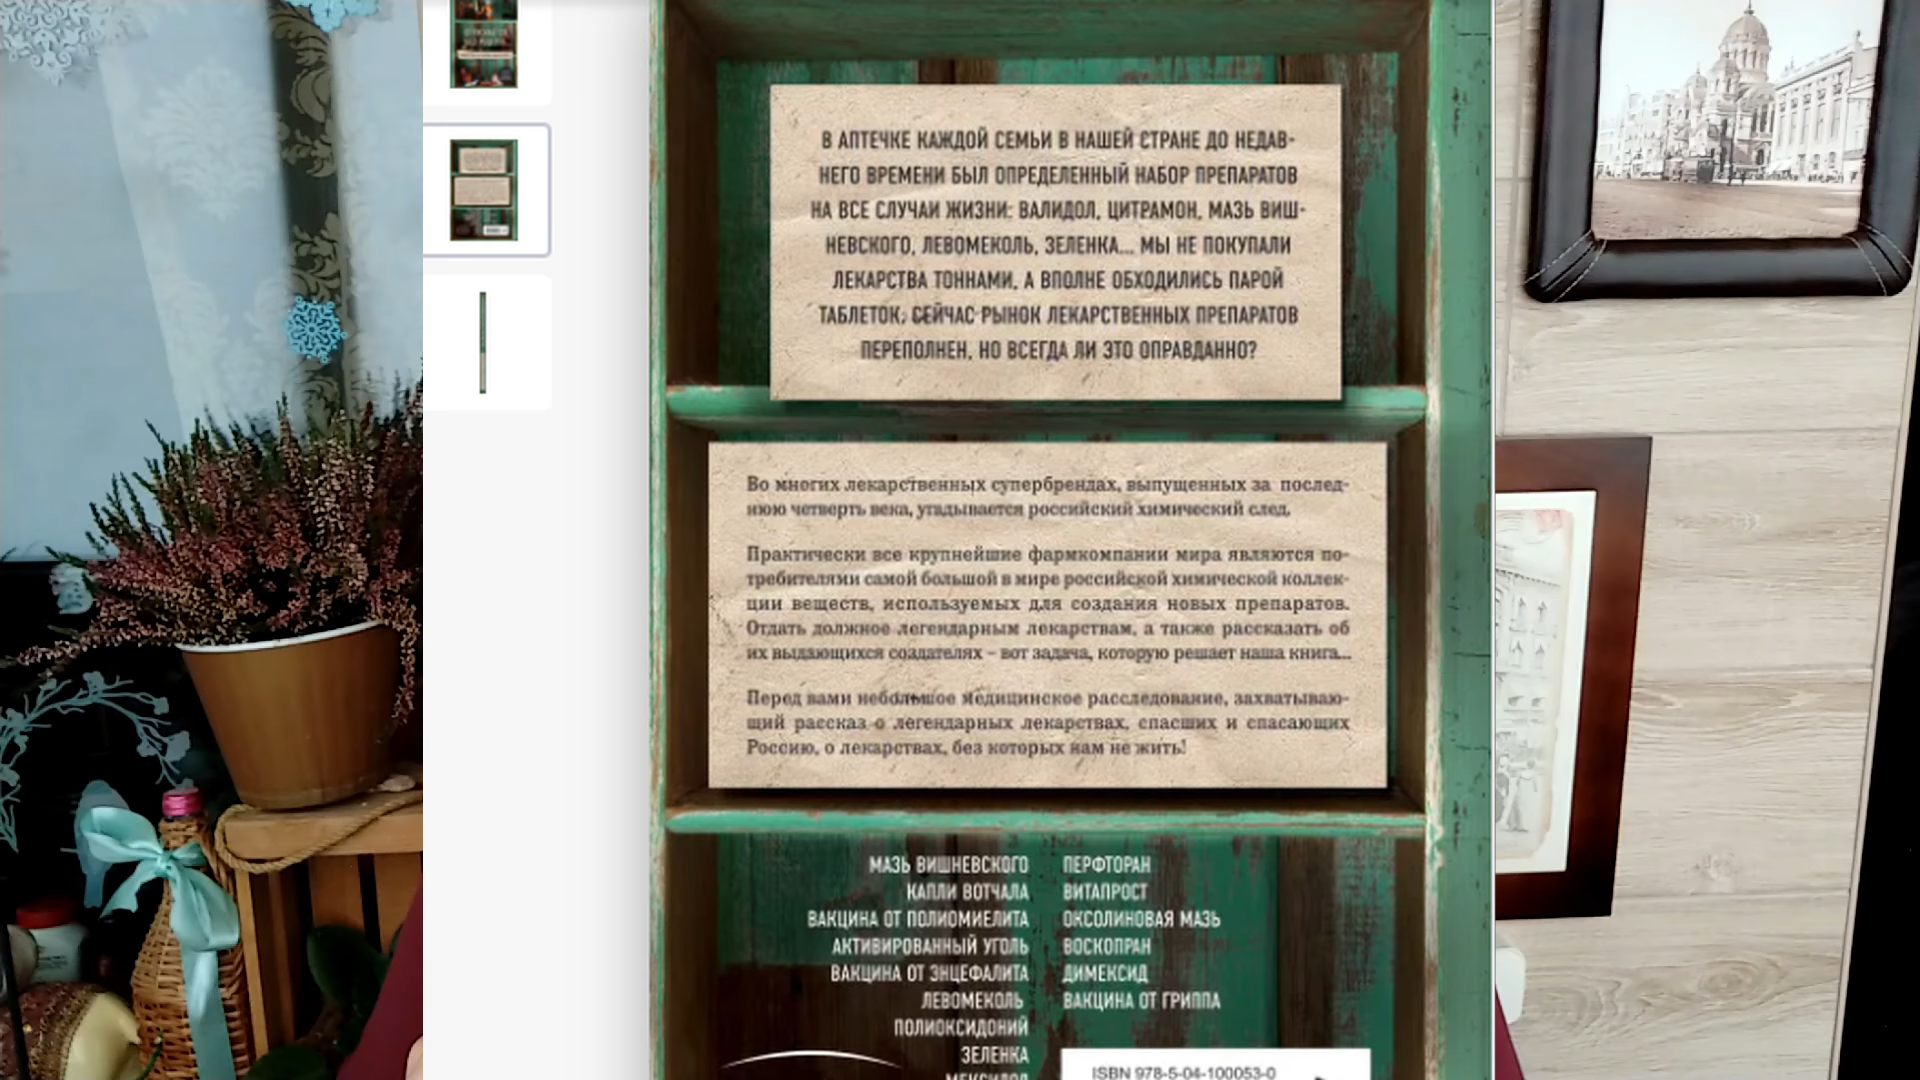 В АПТЕЧКЕ КАЖДОЙ СЕМЬИ В НАШЕЙ СТРАНЕ ДО НЕДАВ-
НЕГО ВРЕМЕНИ БЫЛ ОПРЕДЕЛЕННЫЙ НАБОР ПРЕПАРАТОВ
НА ВСЕ СЛУЧАИ ЖИЗНИ: ВАЛИДОЛ, ЦИТРАМОН, МАЗЬ ВИШ-
НЕВСКОГО, ЛЕВОМЕКОЛЬ, ЗЕЛЕНКА... МЫ НЕ ПОКУПАЛИ
ЛЕКАРСТВА ТОННАМИ, А ВПОЛНЕ ОБХОДИЛИСЬ ПАРОЙ
ТАБЛЕТОК. СЕЙЧАС РЫНОК ЛЕКАРСТВЕННЫХ ПРЕПАРАТОВ
ПЕРЕПОЛНЕН, НО ВСЕГДА ЛИ ЭТО ОПРАВДАННО?
Во многих лекарственных супербрендах, выпущенных за послед-
нюю четверть века, угадывается российский химический след.
Практически все крупнейшие фармкомпании мира являются по-
требителями самой большой в мире российской химической коллек-
ции веществ, используемых для создания новых препаратов.
Отдать должное легендарным лекарствам, а также рассказать об
их выдающихся создателях – вот задача, которую решает наша книга...
Перед вами небольшое медицинское расследование, захватываю-
щий рассказ о легендарных лекарствах, спасших и спасающих
Россию, о лекарствах, без которых нам не жить!
МАЗЬ ВИШНЕВСКОГО
КАПЛИ ВОТЧАЛА
ВАКЦИНА ОТ ПОЛИОМИЕЛИТА
АКТИВИРОВАННЫЙ УГОЛЬ
ВАКЦИНА ОТ ЭНЦЕФАЛИТА
ЛЕВОМЕКОЛЬ
ПОЛИОКСИДОНИЙ
ЗЕЛЕНКА
МЕКСИДОЛ
ПЕРФТОРАН
ВИТАПРОСТ
ОКСОЛИНОВАЯ МАЗЬ
ВОСКОПРАН
ДИМЕКСИД
ВАКЦИНА ОТ ГРИППА
ISBN 978-5-04-100053-0